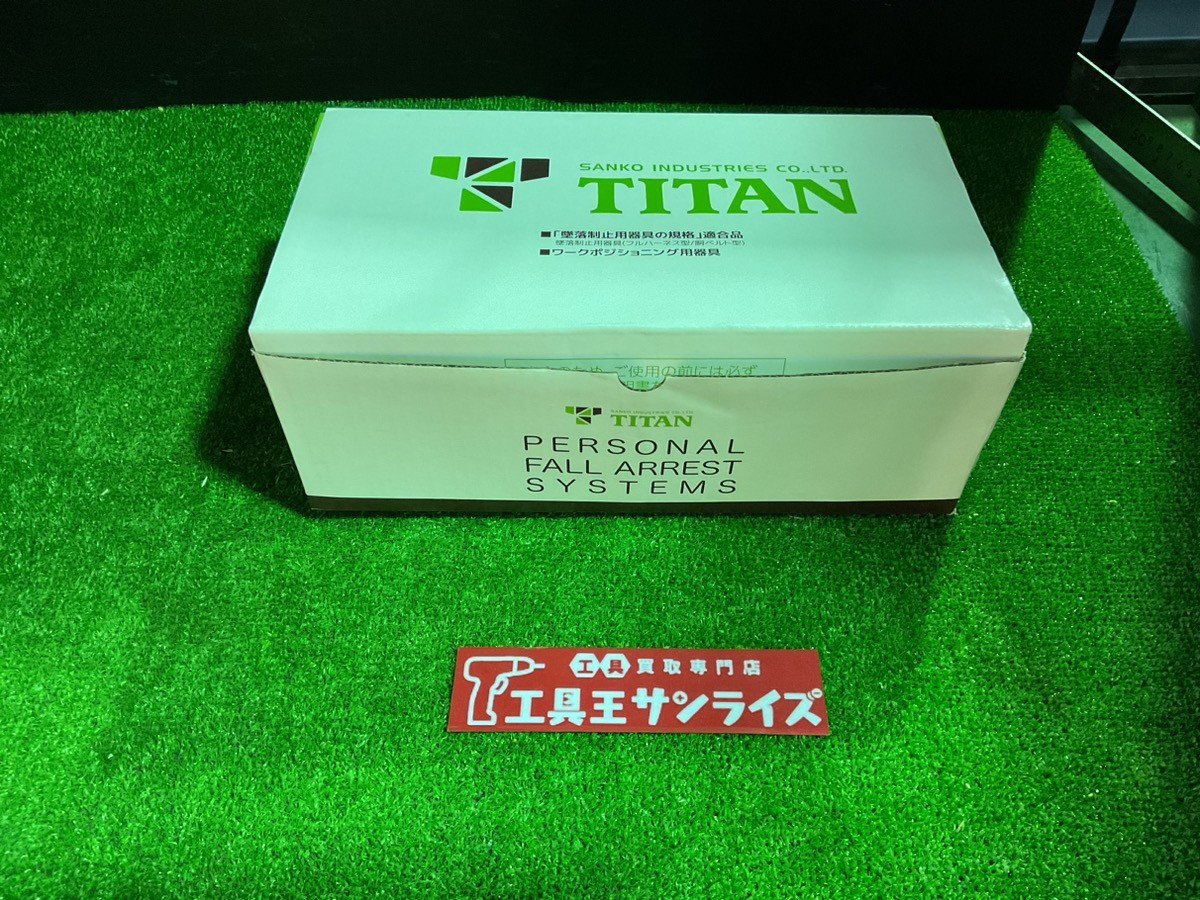 SANKO INDUSTRIES CO.,LTD.
TITAN
■「墜落制止用器具の規格」適合品
墜落制止用器具(フルハーネス型/胴ベルト型)
■ワークポジショニング用器具
ご使用の前には必ず
SANKO INDUSTRIES CO.,LTD.
TITAN
PERSONAL
FALL ARREST
SYSTEMS
工具 買取専門店
工具王サンライズ